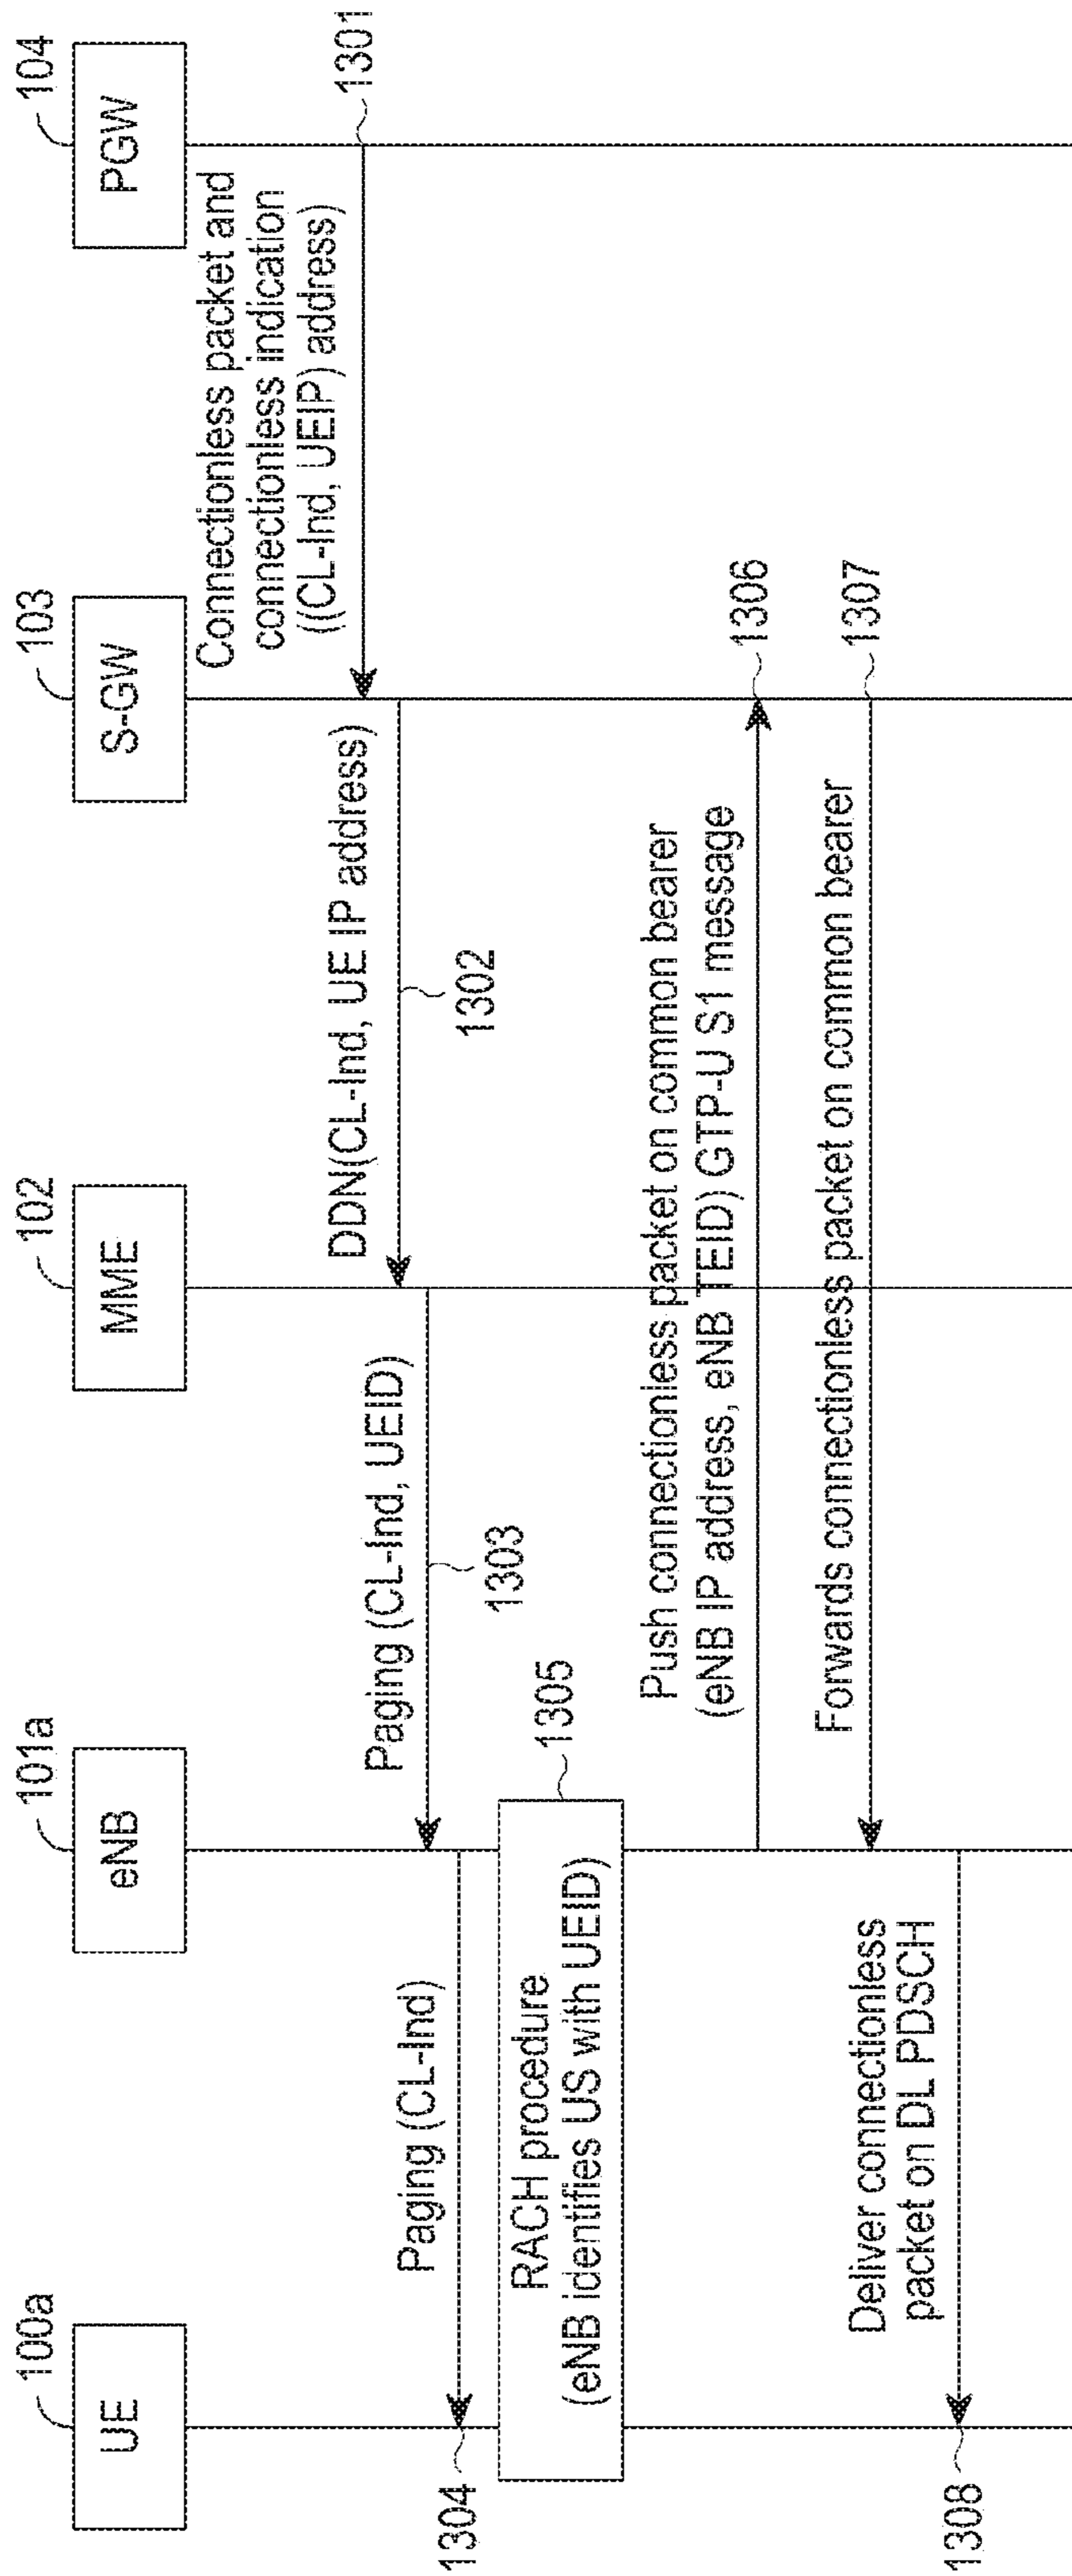 100a
UE
101a
eNB
102
MME
103
S-GW
104
PGW
Connectionless packet and
connectionless indication
((CL-Ind, UEIP) address)
1301
DDN(CL-Ind, UE IP address)
1302
Paging (CL-Ind, UEID)
1303
Paging (CL-Ind)
1304
RACH procedure
(eNB identifies US with UEID)
1305
Push connectionless packet on common bearer
(eNB IP address, eNB TEID) GTP-U S1 message
1306
Forwards connectionless packet on common bearer
1307
Deliver connectionless
packet on DL PDSCH
1308